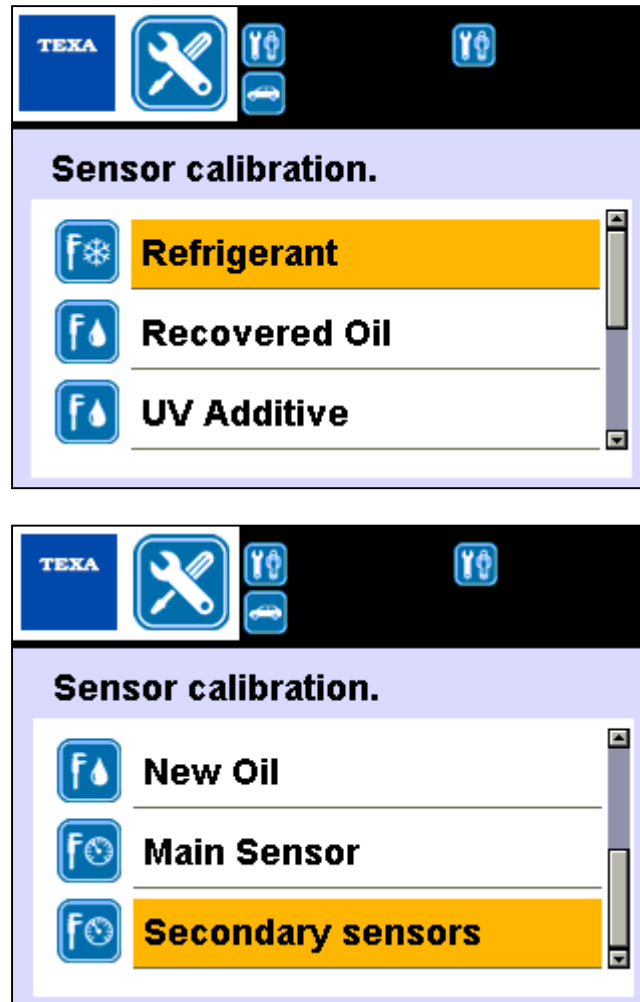 TEXA
Sensor calibration.
Refrigerant
Recovered Oil
UV Additive
TEXA
Sensor calibration.
New Oil
Main Sensor
Secondary sensors